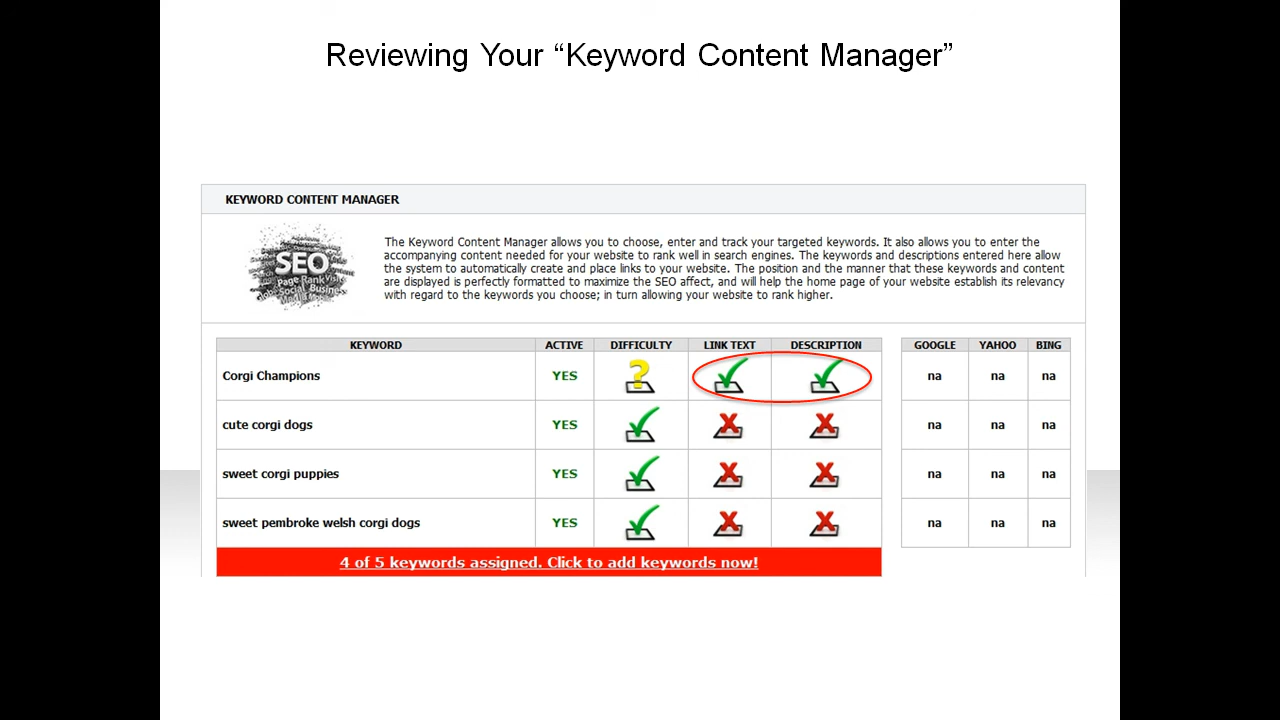 Reviewing Your “Keyword Content Manager”
KEYWORD CONTENT MANAGER
SEO
Page Rank
Social
The Keyword Content Manager allows you to choose, enter and track your targeted keywords. It also allows you to enter the
accompanying content needed for your website to rank well in search engines. The keywords and descriptions entered here allow
the system to automatically create and place links to your website. The position and the manner that these keywords and content
are displayed is perfectly formatted to maximize the SEO affect, and will help the home page of your website establish its relevancy
with regard to the keywords you choose; in turn allowing your website to rank higher.
KEYWORD ACTIVE DIFFICULTY LINK TEXT DESCRIPTION GOOGLE YAHOO BING
Corgi Champions YES ? na na na
cute corgi dogs YES na na na
sweet corgi puppies YES na na na
sweet pembroke welsh corgi dogs YES na na na
4 of 5 keywords assigned. Click to add keywords now!